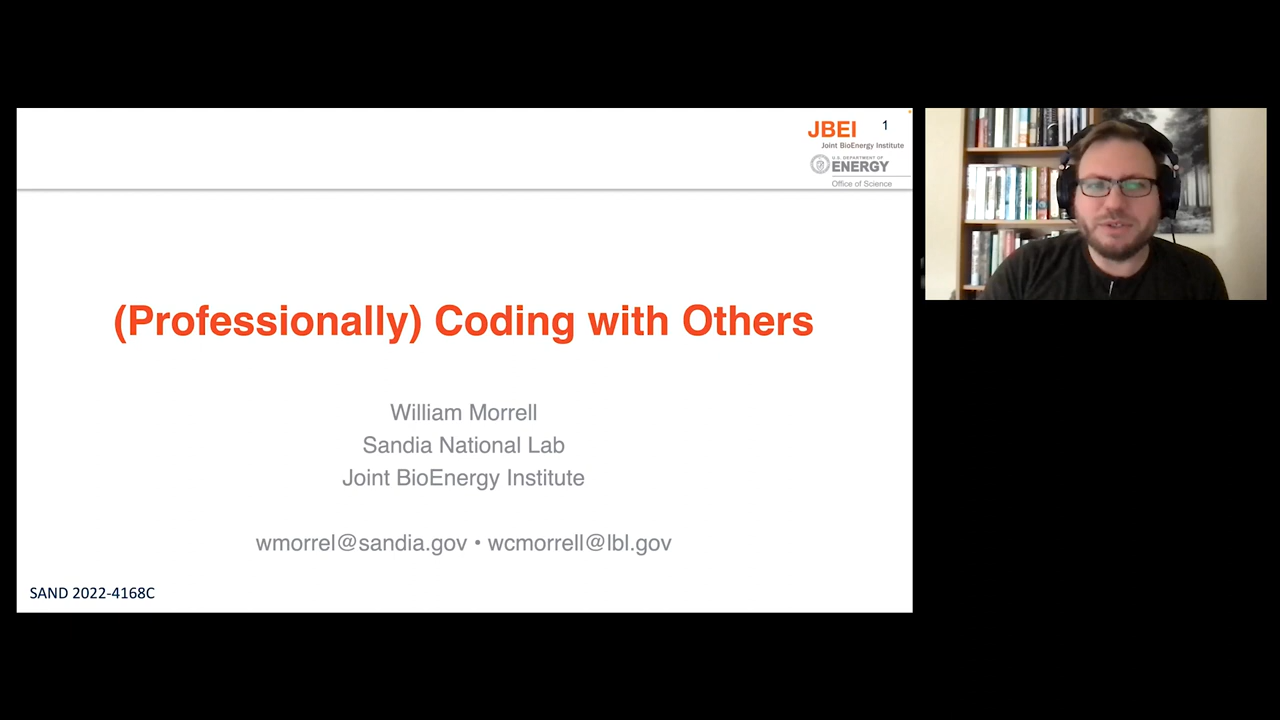 JBEI 1
Joint BioEnergy Institute
U.S. DEPARTMENT OF
ENERGY
Office of Science
(Professionally) Coding with Others
William Morrell
Sandia National Lab
Joint BioEnergy Institute
wmorrel@sandia.gov • wcmorrell@lbl.gov
SAND 2022-4168C